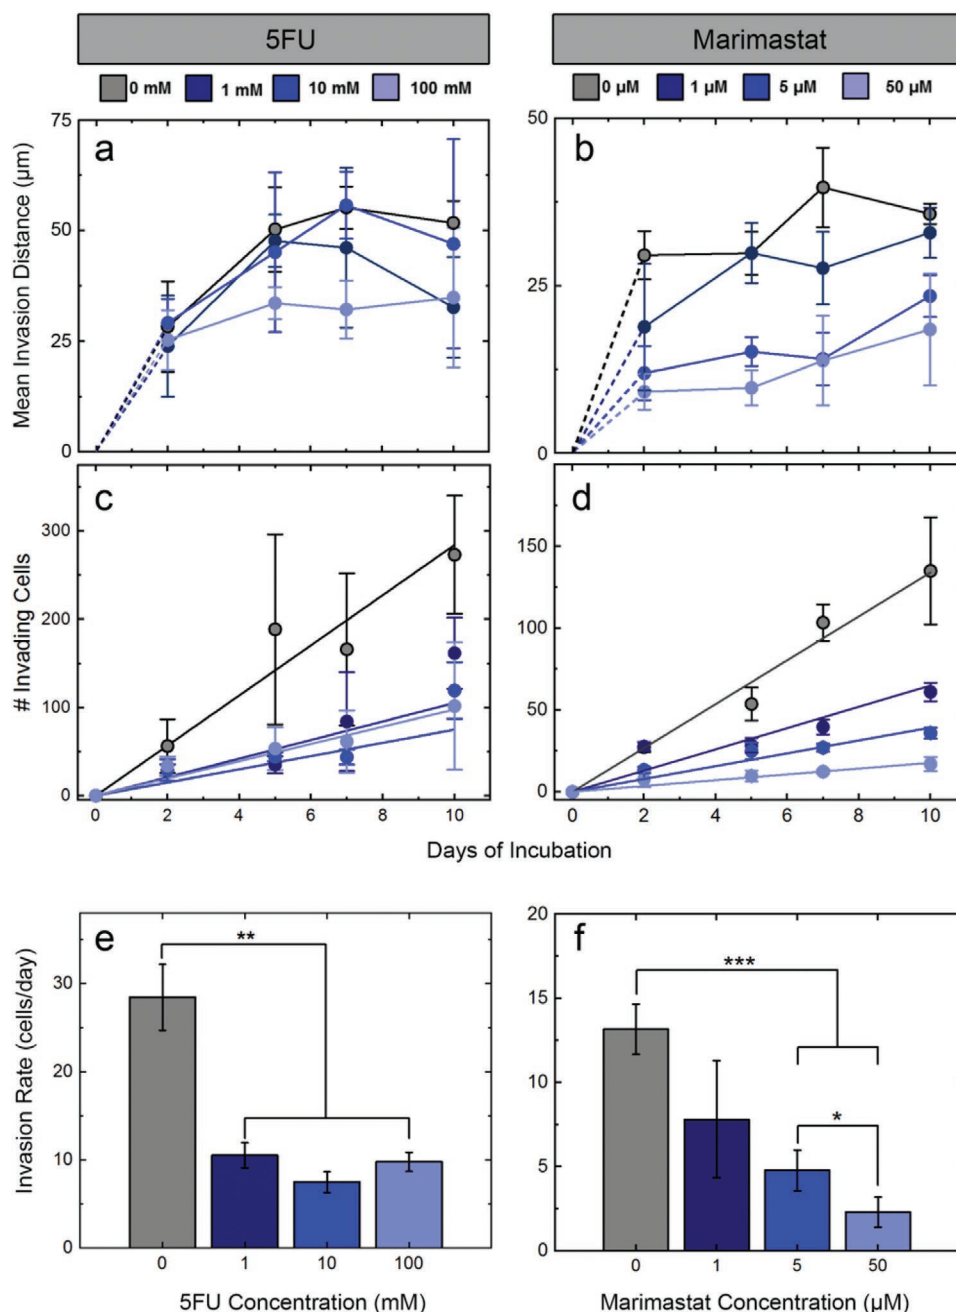 5FU
Marimastat
0 mM 1 mM 10 mM 100 mM
0 µM 1 µM 5 µM 50 µM
a
75
50
25
0
Mean Invasion Distance (µm)
b
50
25
0
c
300
200
100
0
# Invading Cells
0 2 4 6 8 10
d
150
100
50
0
0 2 4 6 8 10
Days of Incubation
e
**
30
20
10
0
Invasion Rate (cells/day)
0 1 10 100
5FU Concentration (mM)
f
***
*
20
15
10
5
0
0 1 5 50
Marimastat Concentration (µM)